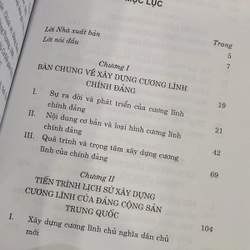 MỤC LỤC
Trang
Lời Nhà xuất bản 5
Lời nói đầu 7
Chương I
BÀN CHUNG VỀ XÂY DỰNG CƯƠNG LĨNH
CHÍNH ĐẢNG
I. Sự ra đời và phát triển của cương lĩnh
chính đảng 19
II. Nội dung cơ bản và loại hình cương lĩnh
chính đảng 42
III. Quá trình và trọng tâm xây dựng cương
lĩnh của chính đảng 69
Chương II
TIẾN TRÌNH LỊCH SỬ XÂY DỰNG
CƯƠNG LĨNH CỦA ĐẢNG CỘNG SẢN
TRUNG QUỐC 104
I. Xây dựng cương lĩnh chủ nghĩa dân chủ
mới